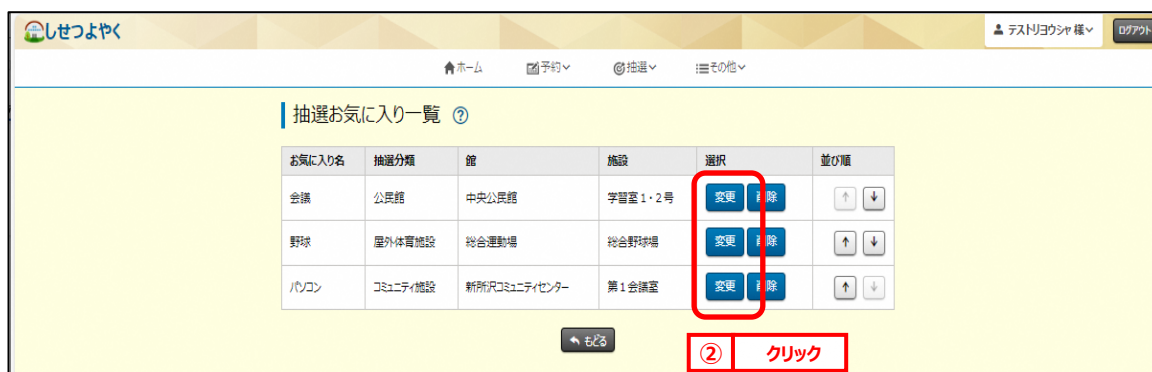 しせつよやく テストリヨウシャ 様 ログアウト
ホーム 予約 抽選 その他
抽選お気に入り一覧 ?
お気に入り名 抽選分類 館 施設 選択 並び順
会議 公民館 中央公民館 学習室1・2号 変更 削除 ↑ ↓
野球 屋外体育施設 総合運動場 総合野球場 変更 削除 ↑ ↓
パソコン コミュニティ施設 新所沢コミュニティセンター 第1会議室 変更 削除 ↑ ↓
もどる
② クリック